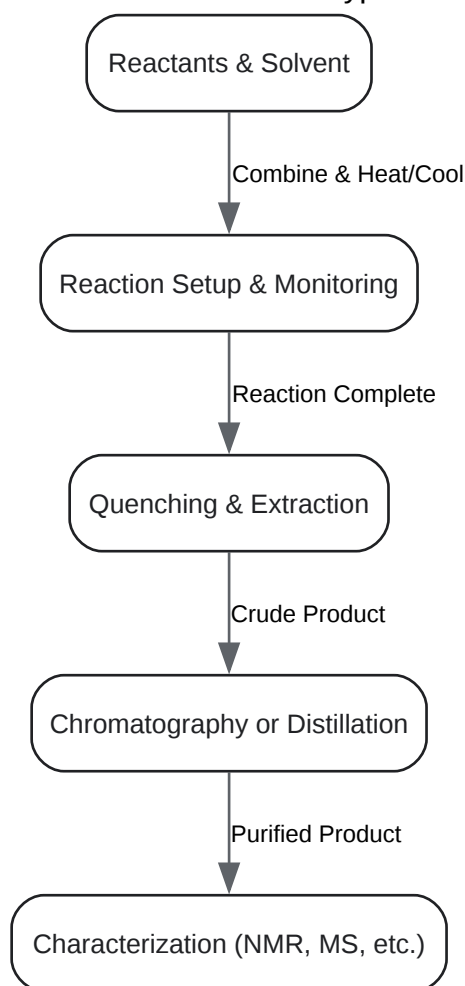 Reactants & Solvent
Combine & Heat/Cool
Reaction Setup & Monitoring
Reaction Complete
Quenching & Extraction
Crude Product
Chromatography or Distillation
Purified Product
Characterization (NMR, MS, etc.)